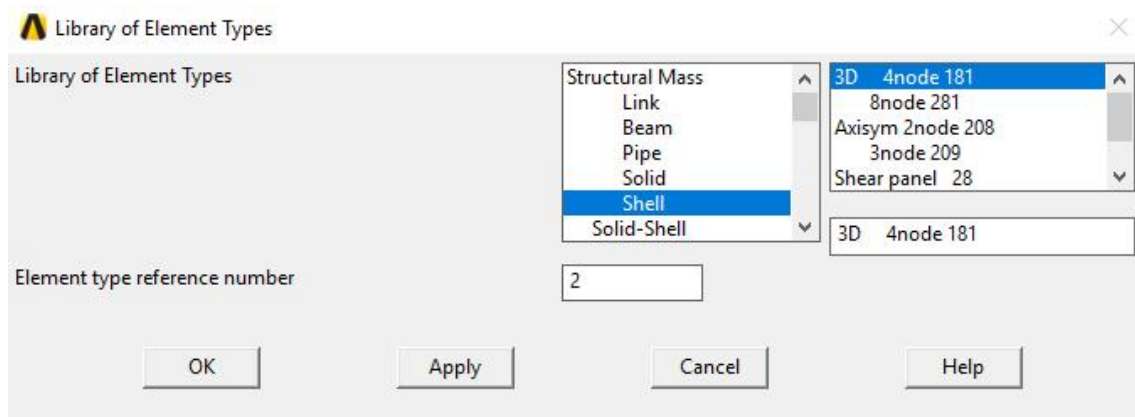 Library of Element Types
Library of Element Types
Structural Mass
Link
Beam
Pipe
Solid
Shell
Solid-Shell
3D 4node 181
8node 281
Axisym 2node 208
3node 209
Shear panel 28
3D 4node 181
Element type reference number
2
OK
Apply
Cancel
Help